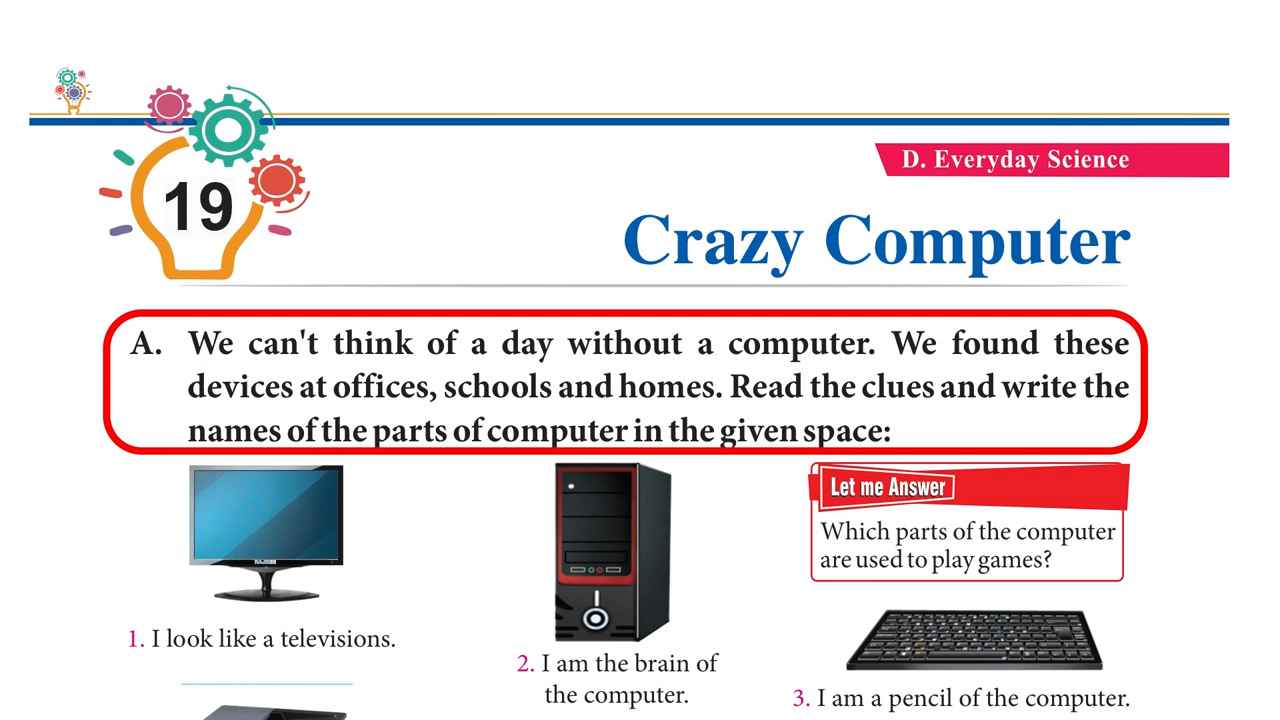 D. Everyday Science
19
Crazy Computer
A. We can't think of a day without a computer. We found these
devices at offices, schools and homes. Read the clues and write the
names of the parts of computer in the given space:
Let me Answer
Which parts of the computer
are used to play games?
1. I look like a televisions.
2. I am the brain of
the computer.
3. I am a pencil of the computer.